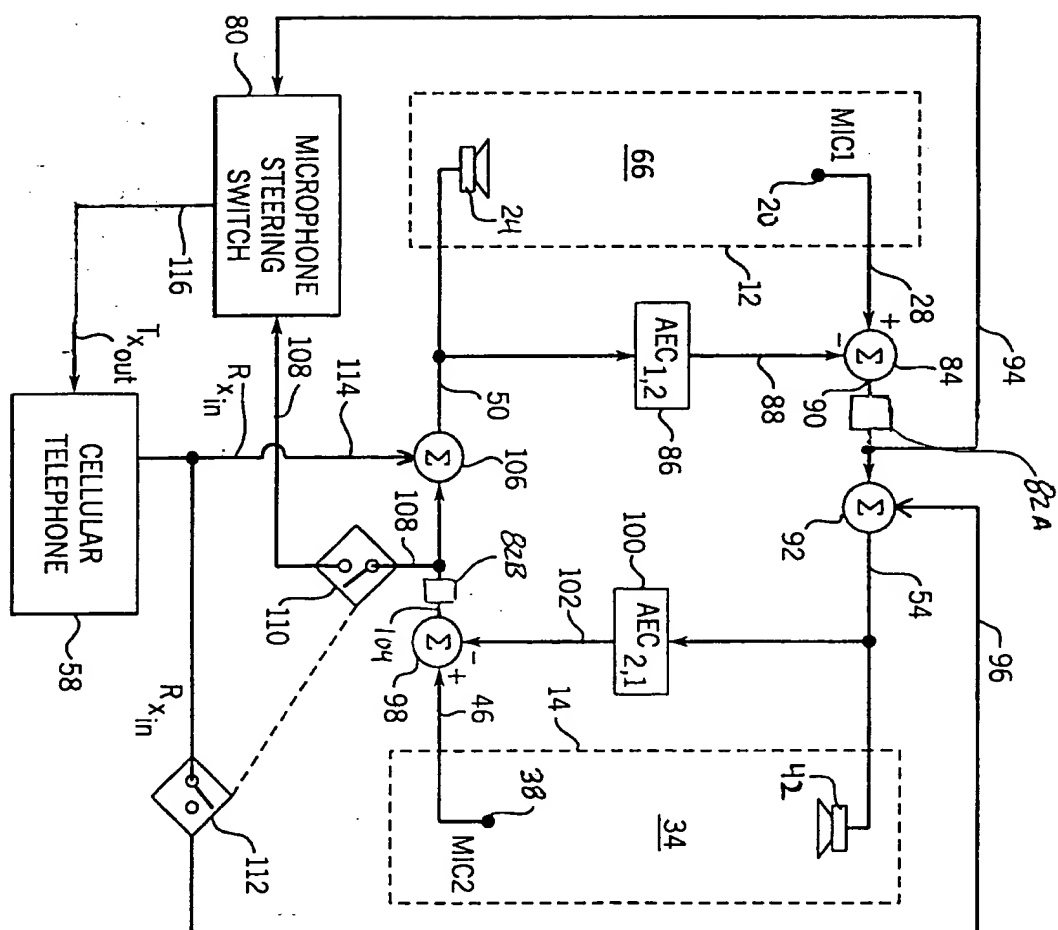 80
MICROPHONE
STEERING
SWITCH
116
Tx out
CELLULAR
TELEPHONE
58
MIC1
20
66
24
12
28
+
-
Σ
84
90
82A
94
AEC1,2
86
88
50
Σ
92
54
96
Rx in
114
108
Σ
106
108
110
82B
104
Σ
98
-
+
46
100
AEC2,1
102
14
42
34
38
MIC2
Rx in
112